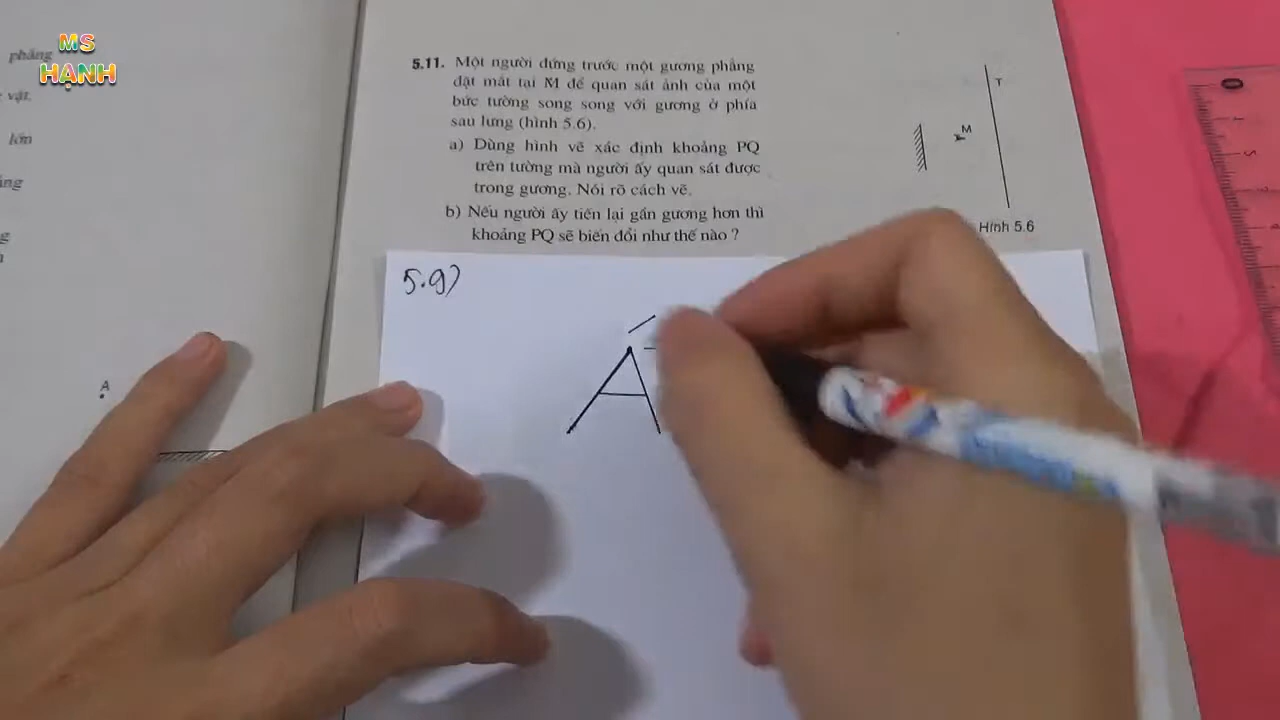 MS
HẠNH
phẳng
vật.
lớn
A
5.11. Một người đứng trước một gương phẳng
đặt mắt tại M để quan sát ảnh của một
bức tường song song với gương ở phía
sau lưng (hình 5.6).
a) Dùng hình vẽ xác định khoảng PQ
trên tường mà người ấy quan sát được
trong gương. Nói rõ cách vẽ.
b) Nếu người ấy tiến lại gần gương hơn thì
khoảng PQ sẽ biến đổi như thế nào ?
T
M
Hình 5.6
0
5.9)
A